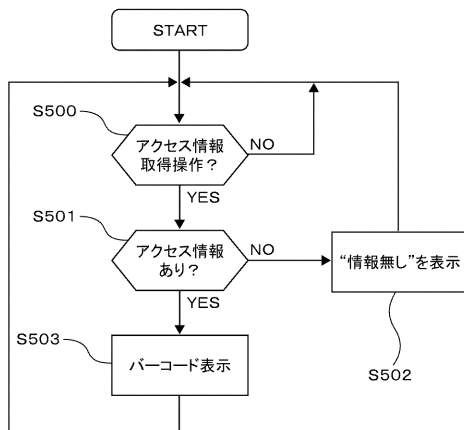 START
S500
アクセス情報
取得操作？
NO
YES
S501
アクセス情報
あり？
NO
“情報無し”を表示
YES
S503
バーコード表示
S502